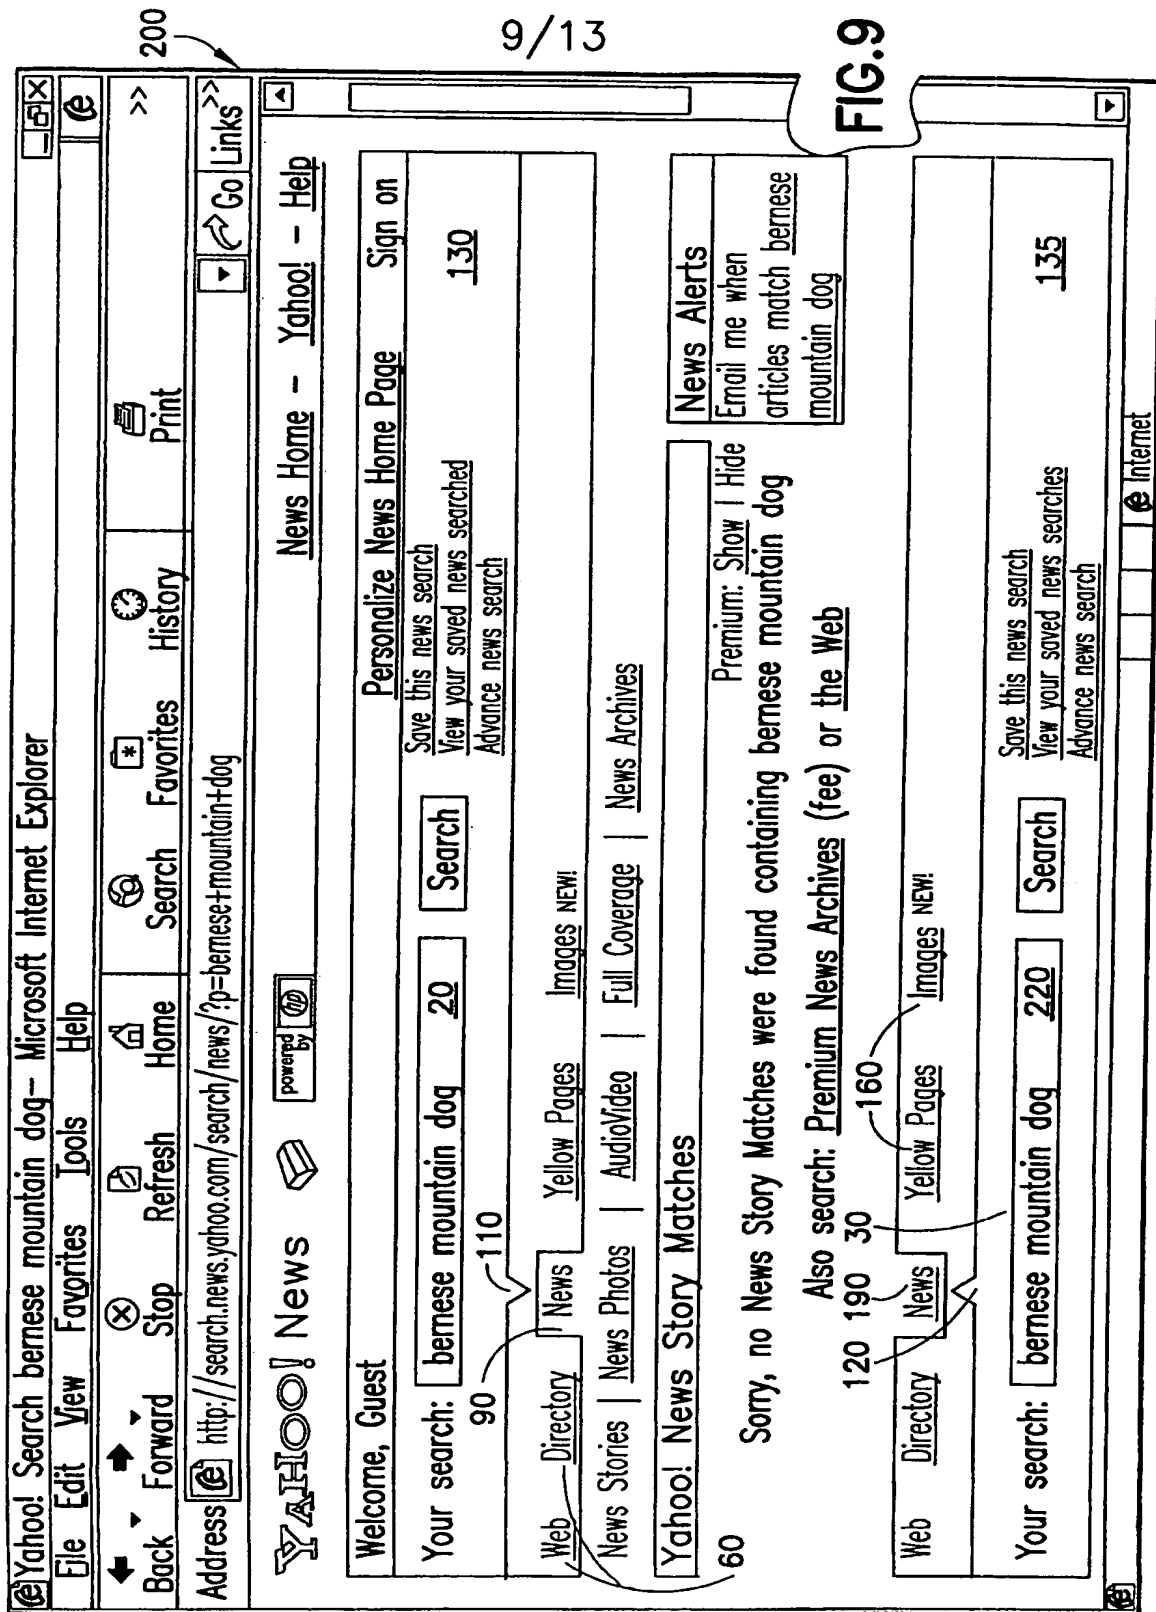 9/13
200
Yahoo! Search bernese mountain dog— Microsoft Internet Explorer
File Edit View Favorites Tools Help
Back Forward Stop Refresh Home Search Favorites History Print >>
Address http://search.news.yahoo.com/search/news/?p=bernese+mountain+dog Go Links >>
YAHOO! News powered by hp News Home – Yahoo! – Help
Welcome, Guest Personalize News Home Page Sign on
Your search: bernese mountain dog 20 Search
Save this news search
View your saved news searched
Advance news search
130
90
110
Web Directory News Yellow Pages Images NEW!
News Stories | News Photos | AudioVideo | Full Coverage | News Archives
60
Yahoo! News Story Matches
News Alerts
Email me when
articles match bernese
mountain dog
Premium: Show | Hide
Sorry, no News Story Matches were found containing bernese mountain dog
Also search: Premium News Archives (fee) or the Web
120 190 30 160
Web Directory News Yellow Pages Images NEW!
Your search: bernese mountain dog 220 Search
Save this news search
View your saved news searches
Advance news search
135
Internet
FIG.9